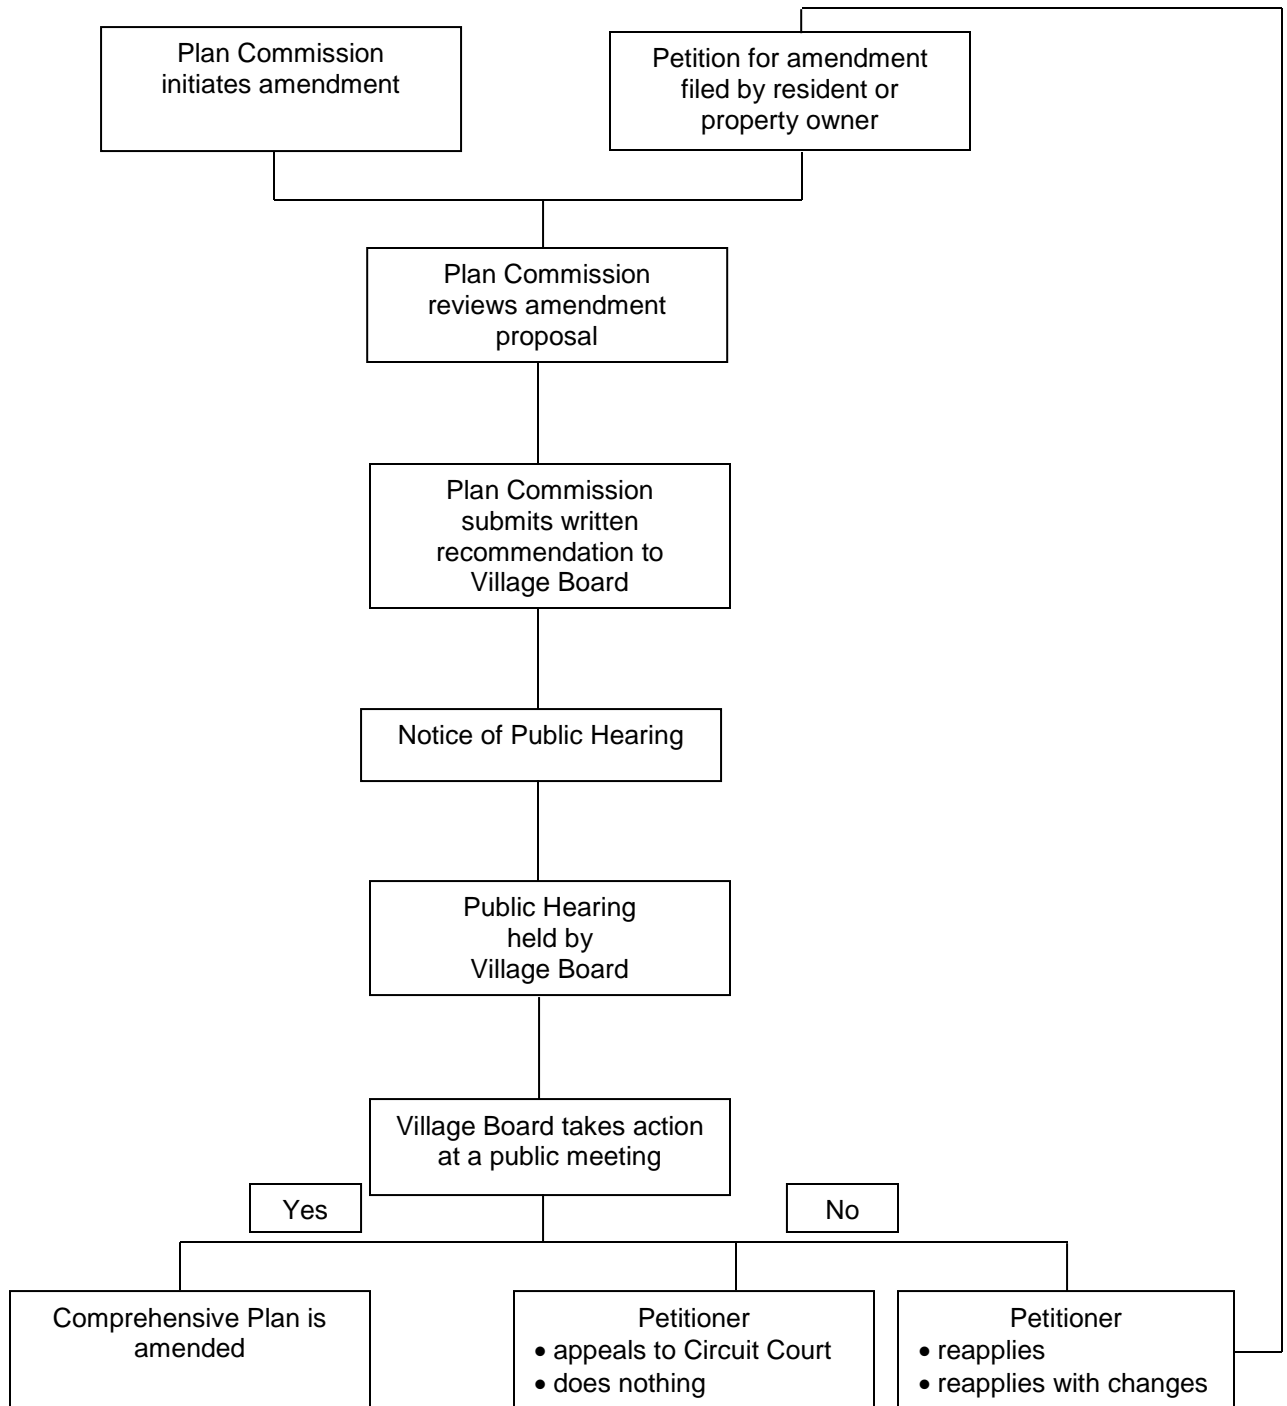 Plan Commission
initiates amendment
Petition for amendment
filed by resident or
property owner
Plan Commission
reviews amendment
proposal
Plan Commission
submits written
recommendation to
Village Board
Notice of Public Hearing
Public Hearing
held by
Village Board
Village Board takes action
at a public meeting
Yes
No
Comprehensive Plan is
amended
Petitioner
• appeals to Circuit Court
• does nothing
Petitioner
• reapplies
• reapplies with changes